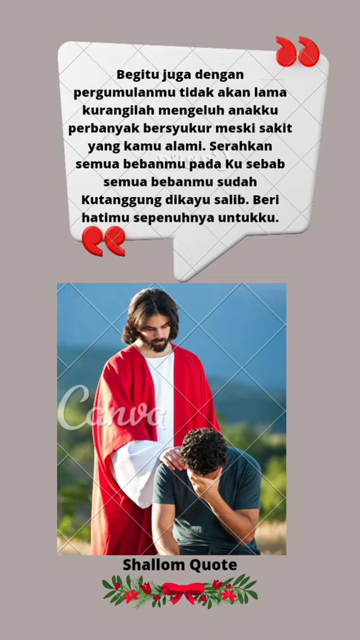 Begitu juga dengan
pergumulanmu tidak akan lama
kurangilah mengeluh anakku
perbanyak bersyukur meski sakit
yang kamu alami. Serahkan
semua bebanmu pada Ku sebab
semua bebanmu sudah
Kutanggung dikayu salib. Beri
hatimu sepenuhnya untukku.
Canva
Shallom Quote